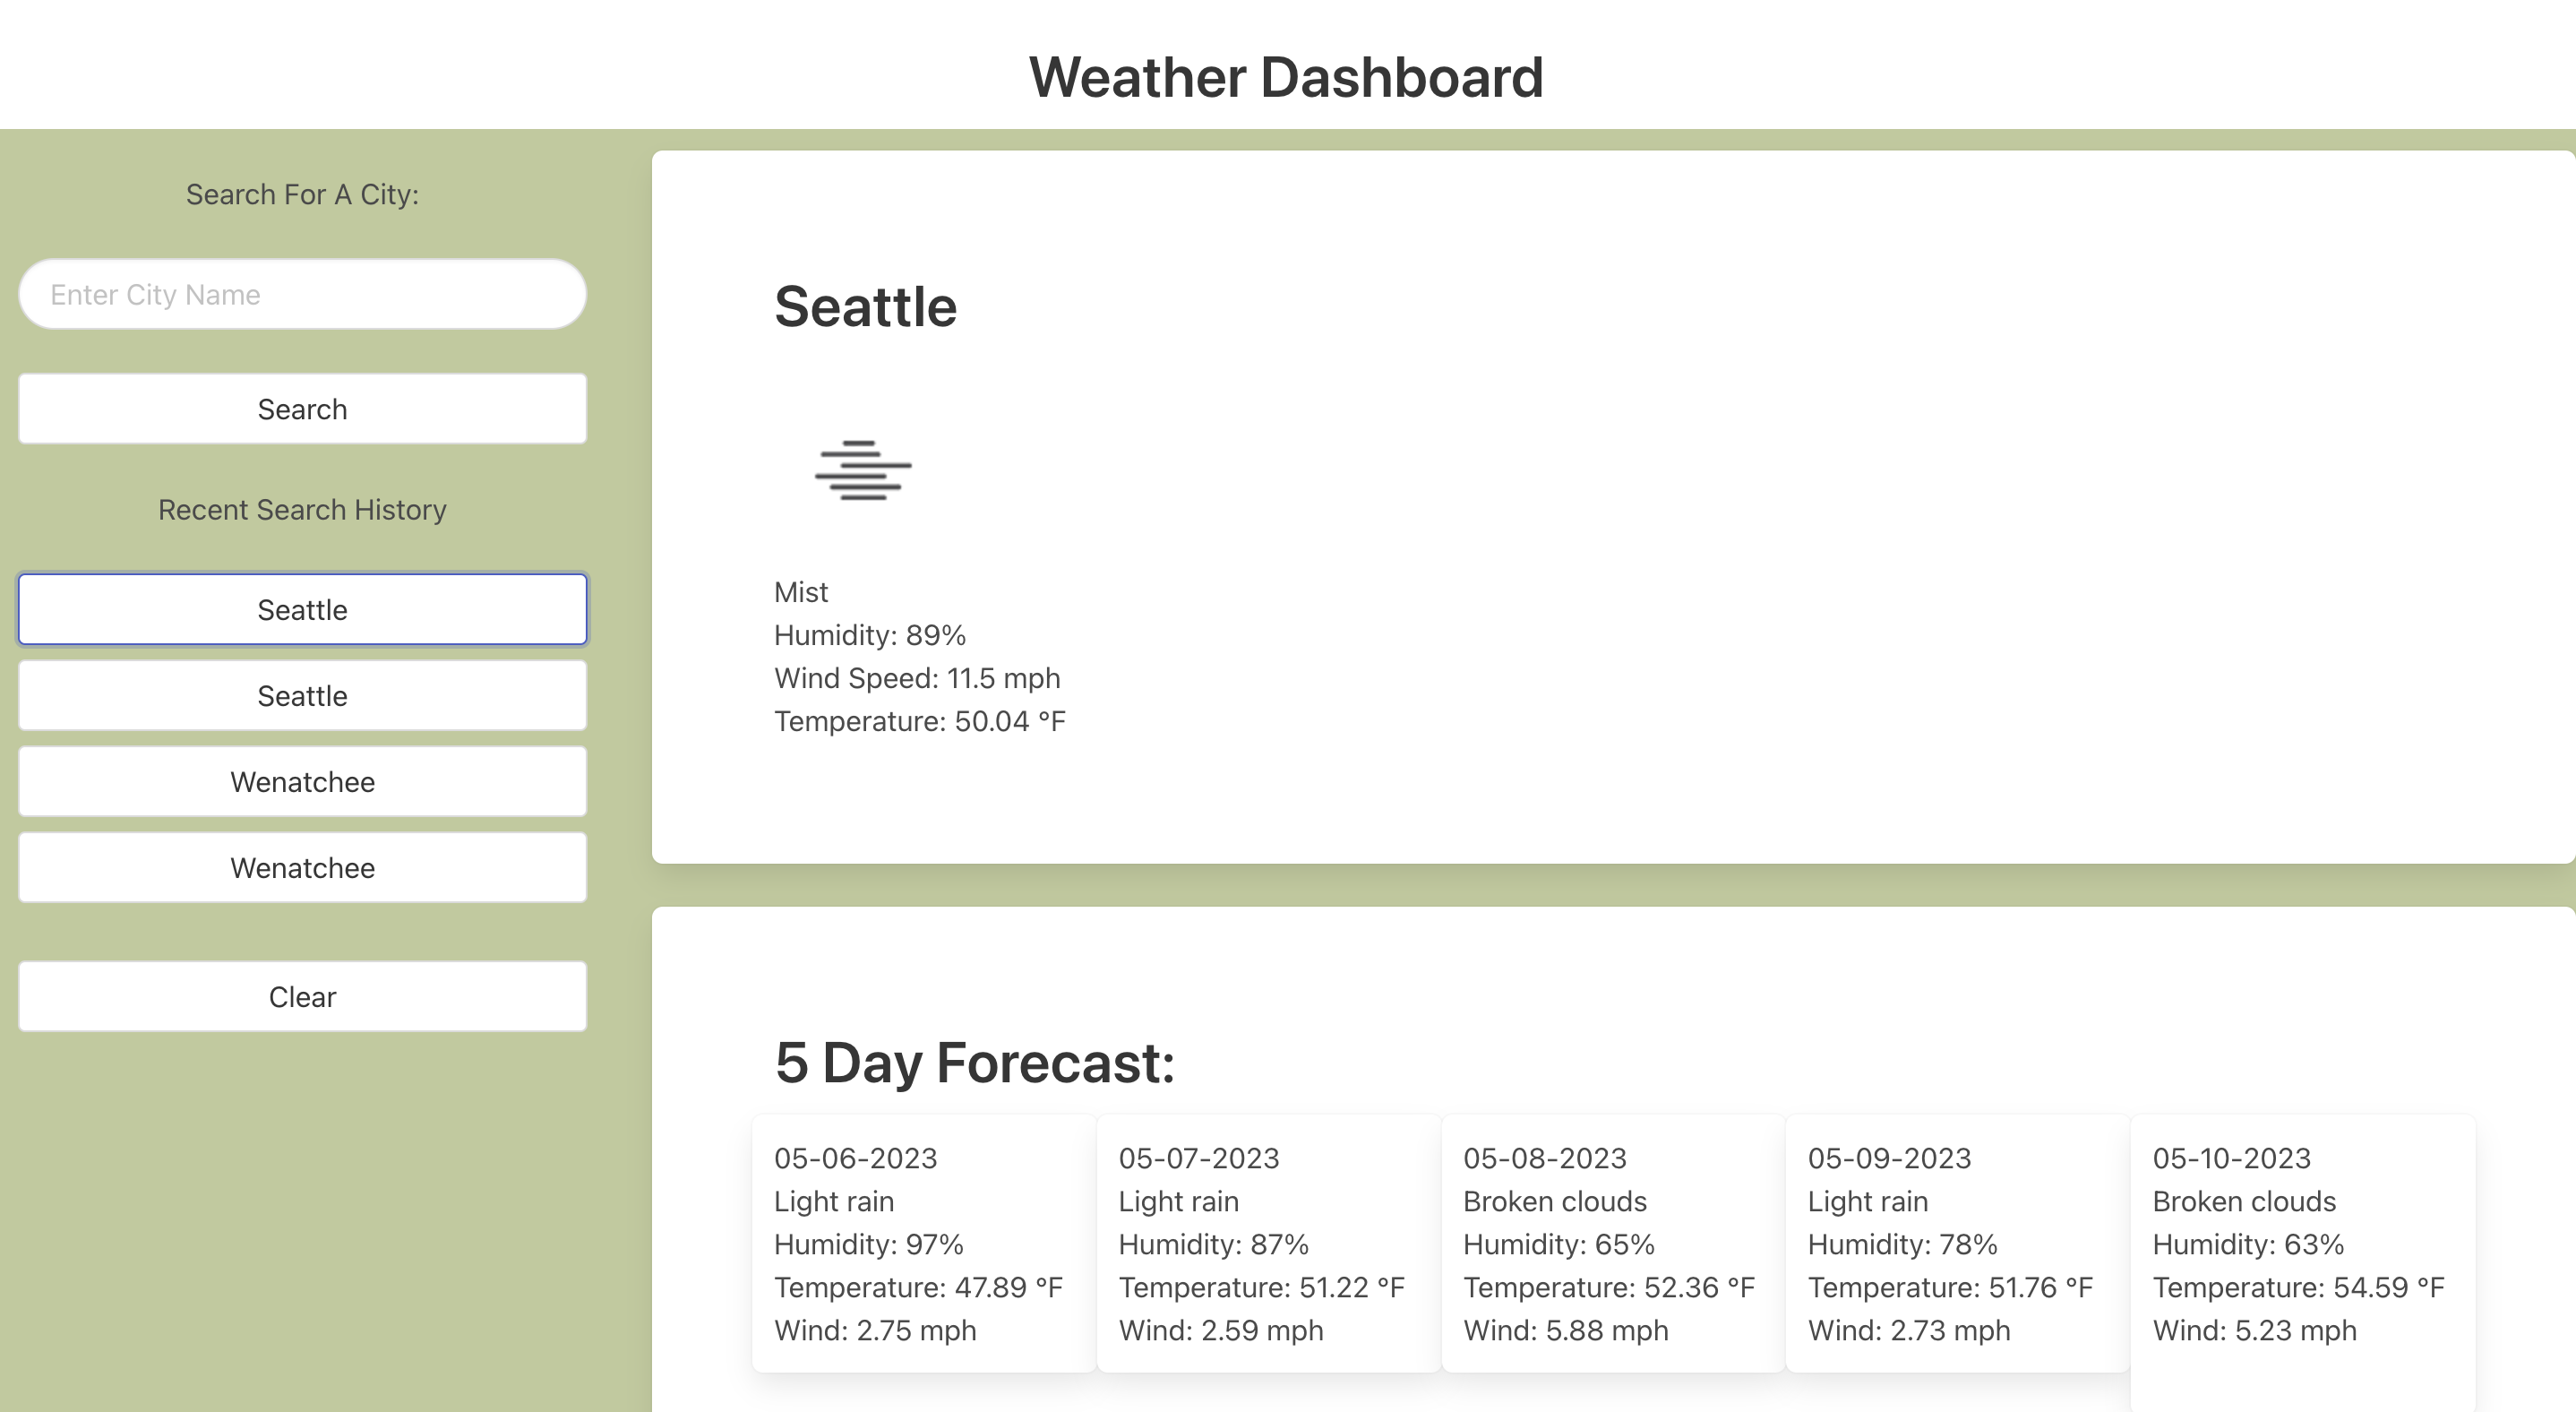 Weather Dashboard
Search For A City:
Enter City Name
Search
Recent Search History
Seattle
Seattle
Wenatchee
Wenatchee
Clear
Seattle
Mist
Humidity: 89%
Wind Speed: 11.5 mph
Temperature: 50.04 °F
5 Day Forecast:
05-06-2023
Light rain
Humidity: 97%
Temperature: 47.89 °F
Wind: 2.75 mph
05-07-2023
Light rain
Humidity: 87%
Temperature: 51.22 °F
Wind: 2.59 mph
05-08-2023
Broken clouds
Humidity: 65%
Temperature: 52.36 °F
Wind: 5.88 mph
05-09-2023
Light rain
Humidity: 78%
Temperature: 51.76 °F
Wind: 2.73 mph
05-10-2023
Broken clouds
Humidity: 63%
Temperature: 54.59 °F
Wind: 5.23 mph